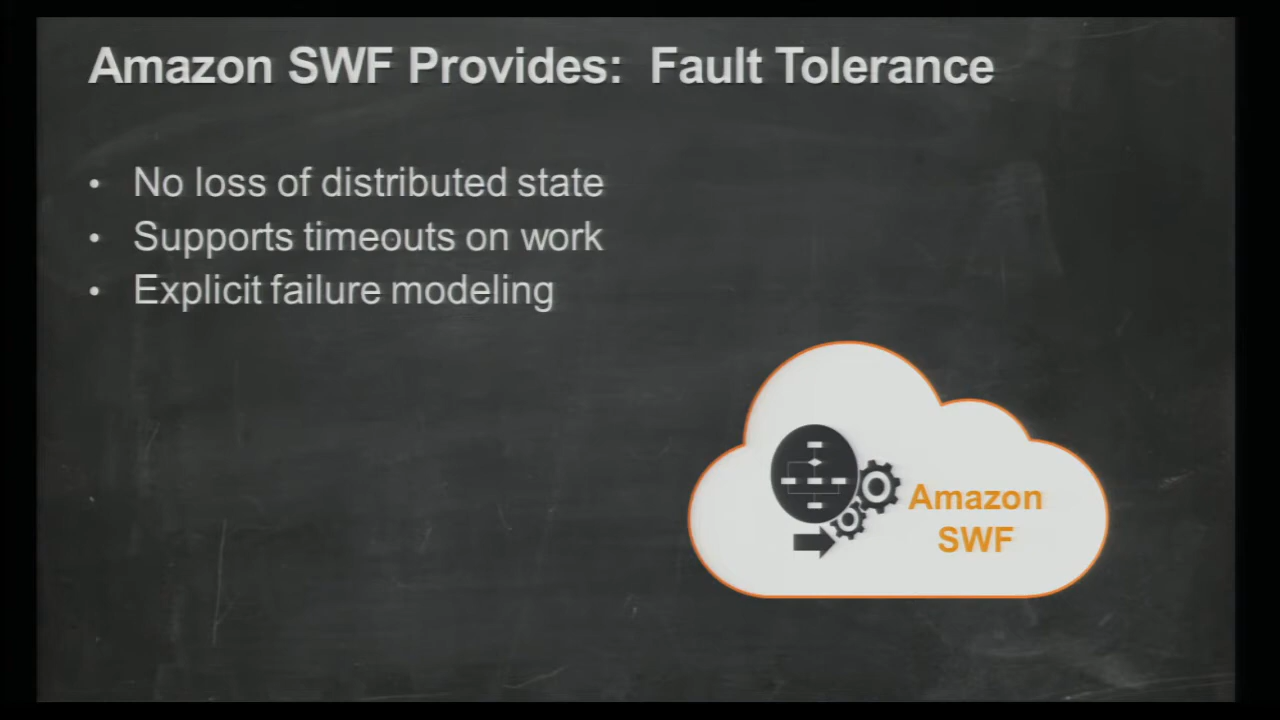 Amazon SWF Provides:  Fault Tolerance
• No loss of distributed state
• Supports timeouts on work
• Explicit failure modeling
Amazon
SWF